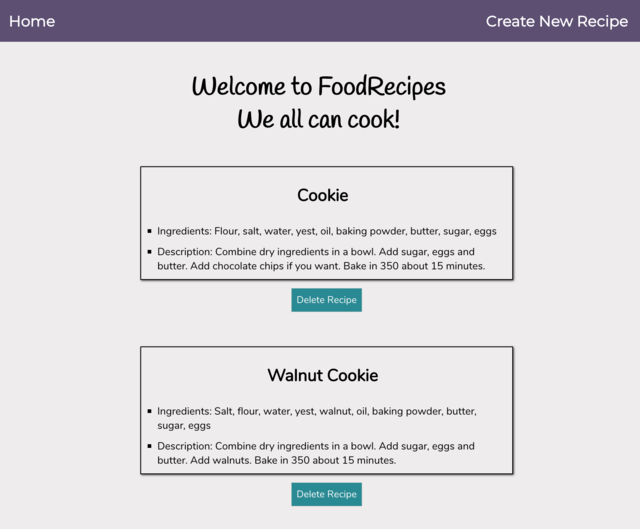 Home
Create New Recipe
Welcome to FoodRecipes
We all can cook!
Cookie
Ingredients: Flour, salt, water, yest, oil, baking powder, butter, sugar, eggs
Description: Combine dry ingredients in a bowl. Add sugar, eggs and
butter. Add chocolate chips if you want. Bake in 350 about 15 minutes.
Delete Recipe
Walnut Cookie
Ingredients: Salt, flour, water, yest, walnut, oil, baking powder, butter,
sugar, eggs
Description: Combine dry ingredients in a bowl. Add sugar, eggs and
butter. Add walnuts. Bake in 350 about 15 minutes.
Delete Recipe